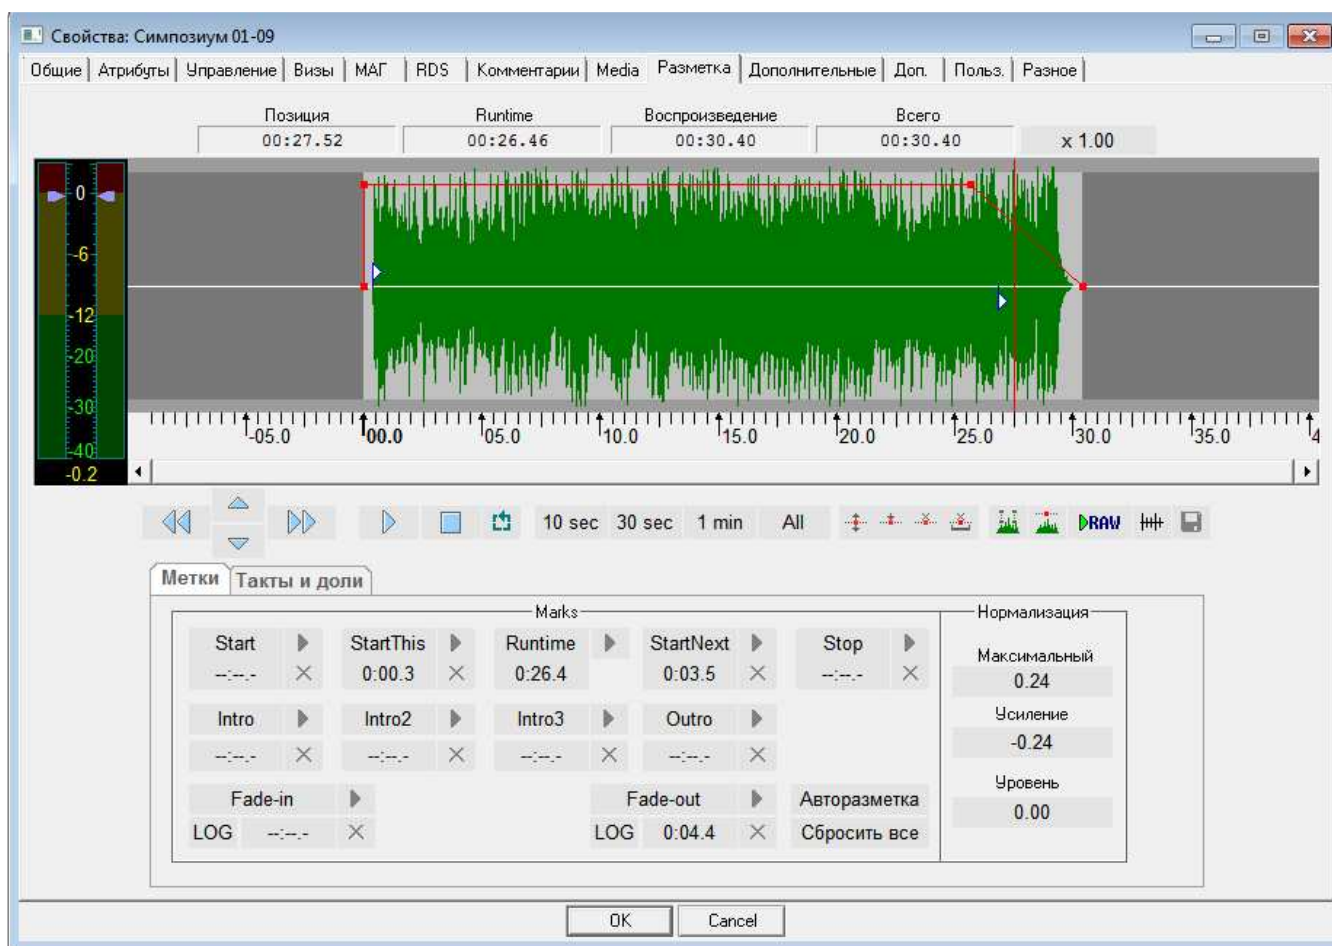 Свойства: Симпозиум 01-09
Общие Атрибуты Управление Визы МАГ RDS Комментарии Media Разметка Дополнительные Доп. Польз. Разное
Позиция Runtime Воспроизведение Всего
00:27.52 00:26.46 00:30.40 00:30.40 x 1.00
0
-6
-12
-20
-30
-40
-0.2
-05.0 00.0 05.0 10.0 15.0 20.0 25.0 30.0 35.0 4
10 sec 30 sec 1 min All RAW
Метки Такты и доли
Marks Нормализация
Start StartThis Runtime StartNext Stop
--:--.- 0:00.3 0:26.4 0:03.5 --:--.-
Максимальный
0.24
Intro Intro2 Intro3 Outro
--:--.- --:--.- --:--.- --:--.-
Усиление
-0.24
Fade-in Fade-out Авторазметка
LOG --:--.- LOG 0:04.4 Сбросить все
Уровень
0.00
OK Cancel